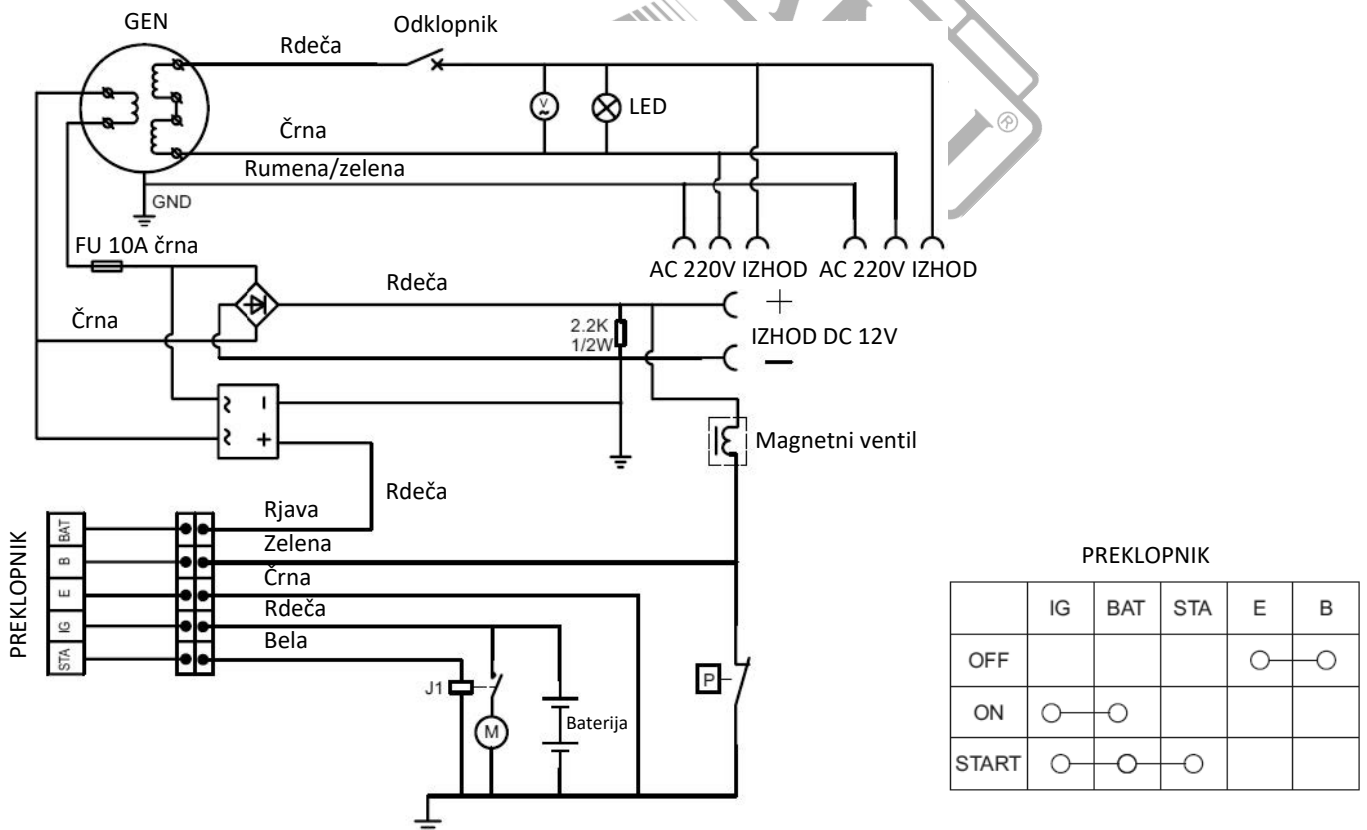 GEN
Odklopnik
Rdeča
V
~
LED
Črna
Rumena/zelena
GND
FU 10A črna
AC 220V IZHOD AC 220V IZHOD
Rdeča
+
Črna
2.2K
1/2W
IZHOD DC 12V
−
~ −
~ +
Magnetni ventil
Rdeča
PREKLOPNIK
BAT
B
E
IG
STA
Rjava
Zelena
Črna
Rdeča
Bela
J1
M
Baterija
P
PREKLOPNIK
IG BAT STA E B
OFF
ON
START
®